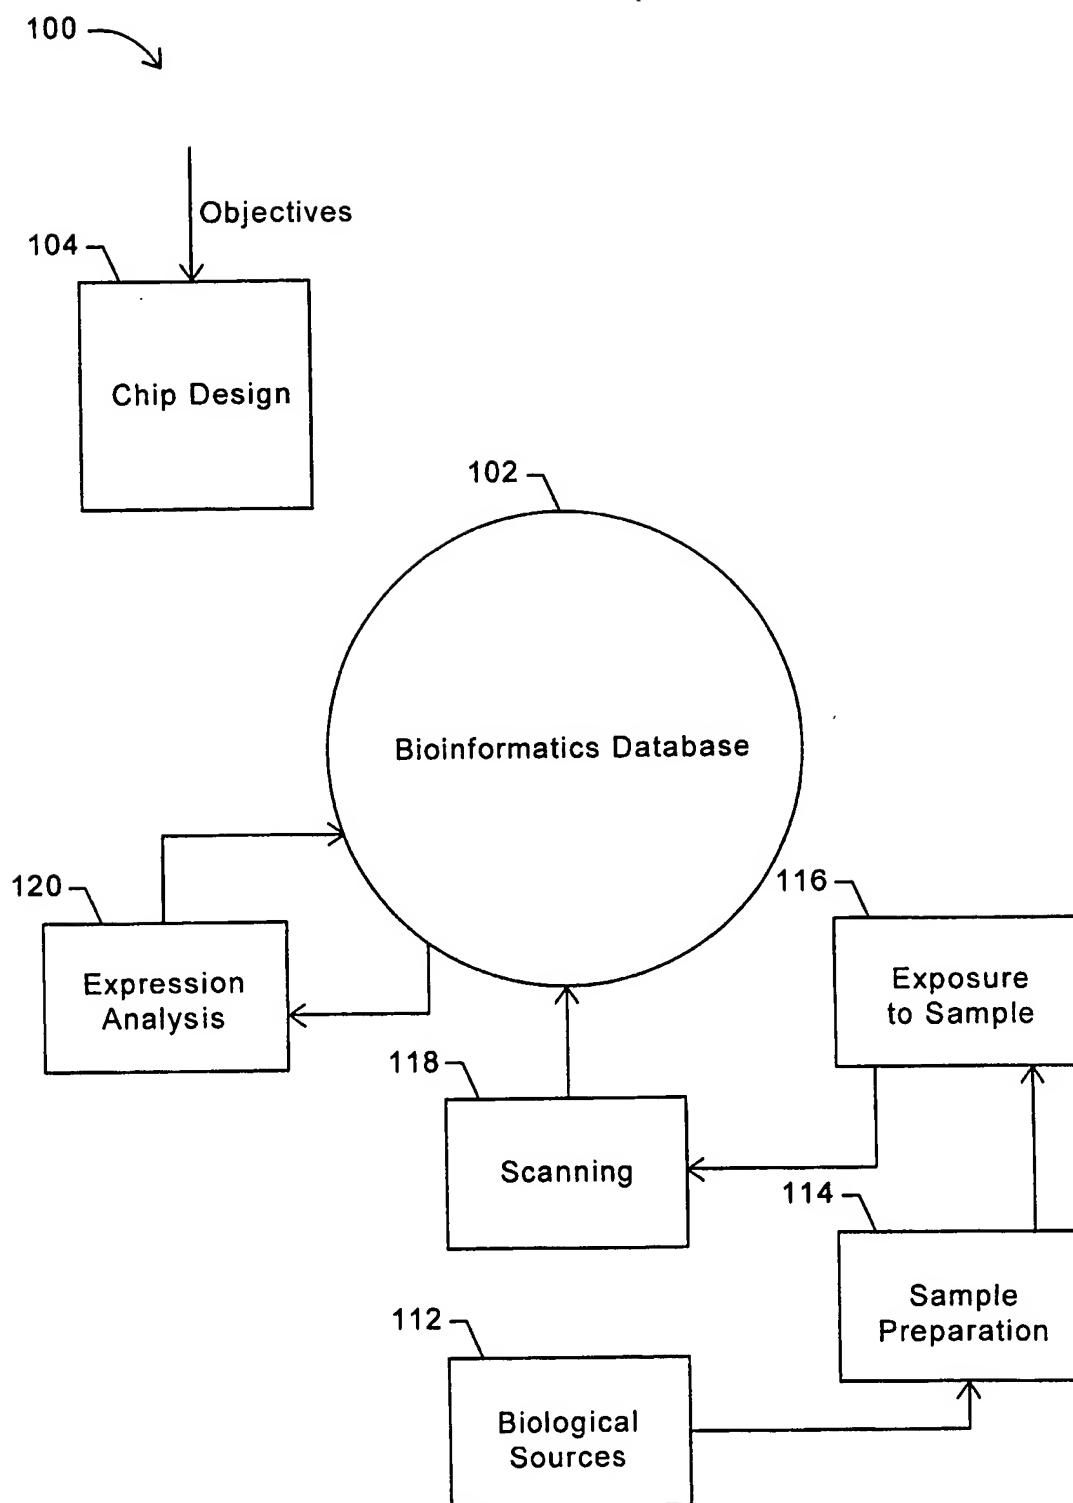 100
Objectives
104
Chip Design
102
Bioinformatics Database
120
Expression
Analysis
116
Exposure
to Sample
118
Scanning
114
Sample
Preparation
112
Biological
Sources